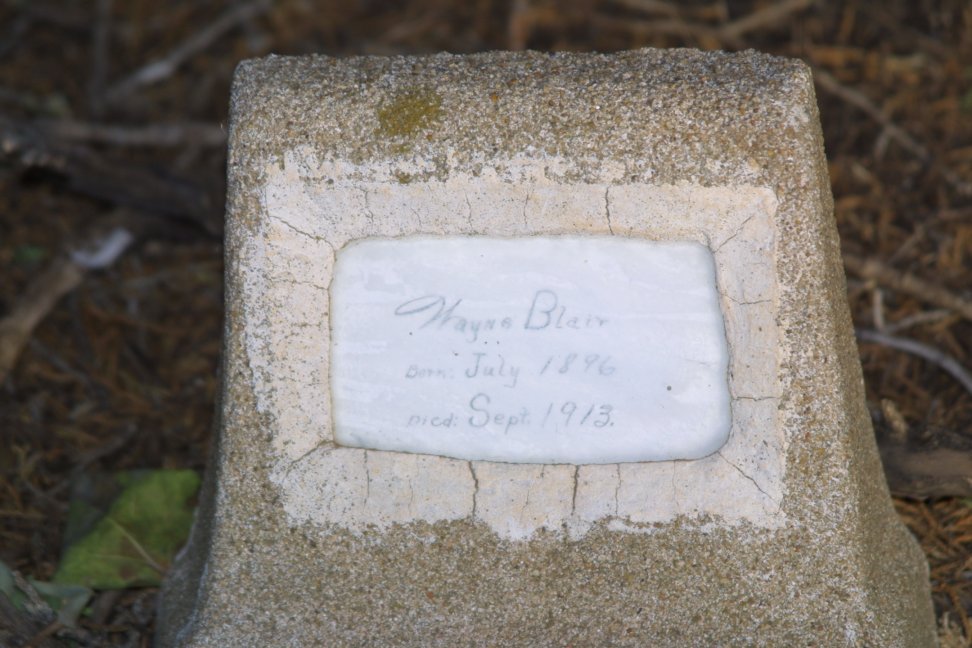 Wayne Blair
Born: July 1896
Died: Sept. 1913.